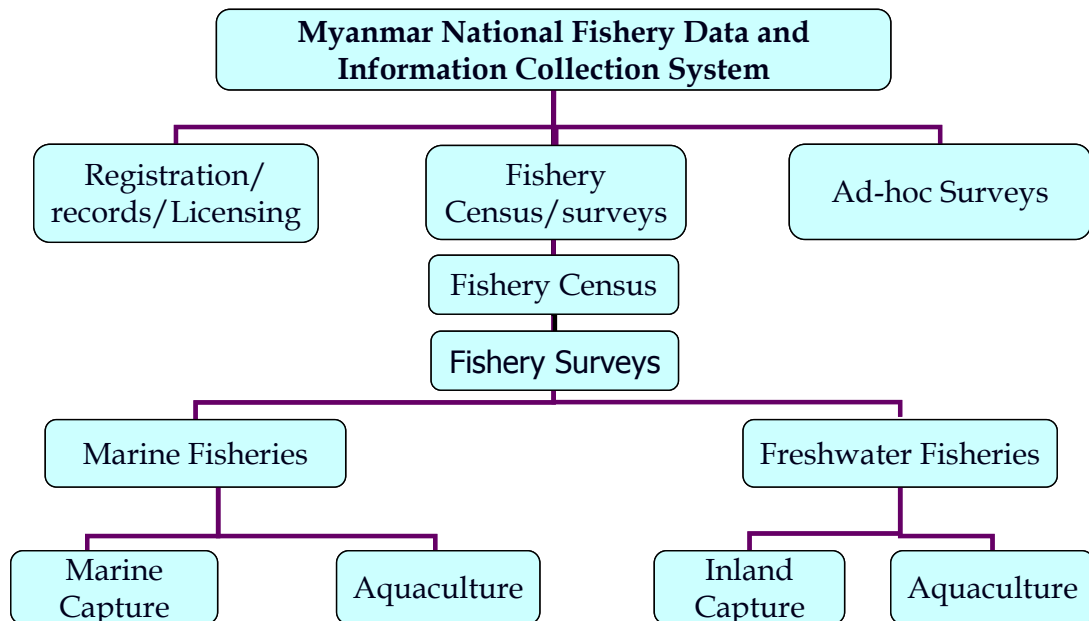 Myanmar National Fishery Data and
Information Collection System
Registration/
records/Licensing
Fishery
Census/surveys
Ad-hoc Surveys
Fishery Census
Fishery Surveys
Marine Fisheries
Freshwater Fisheries
Marine
Capture
Aquaculture
Inland
Capture
Aquaculture